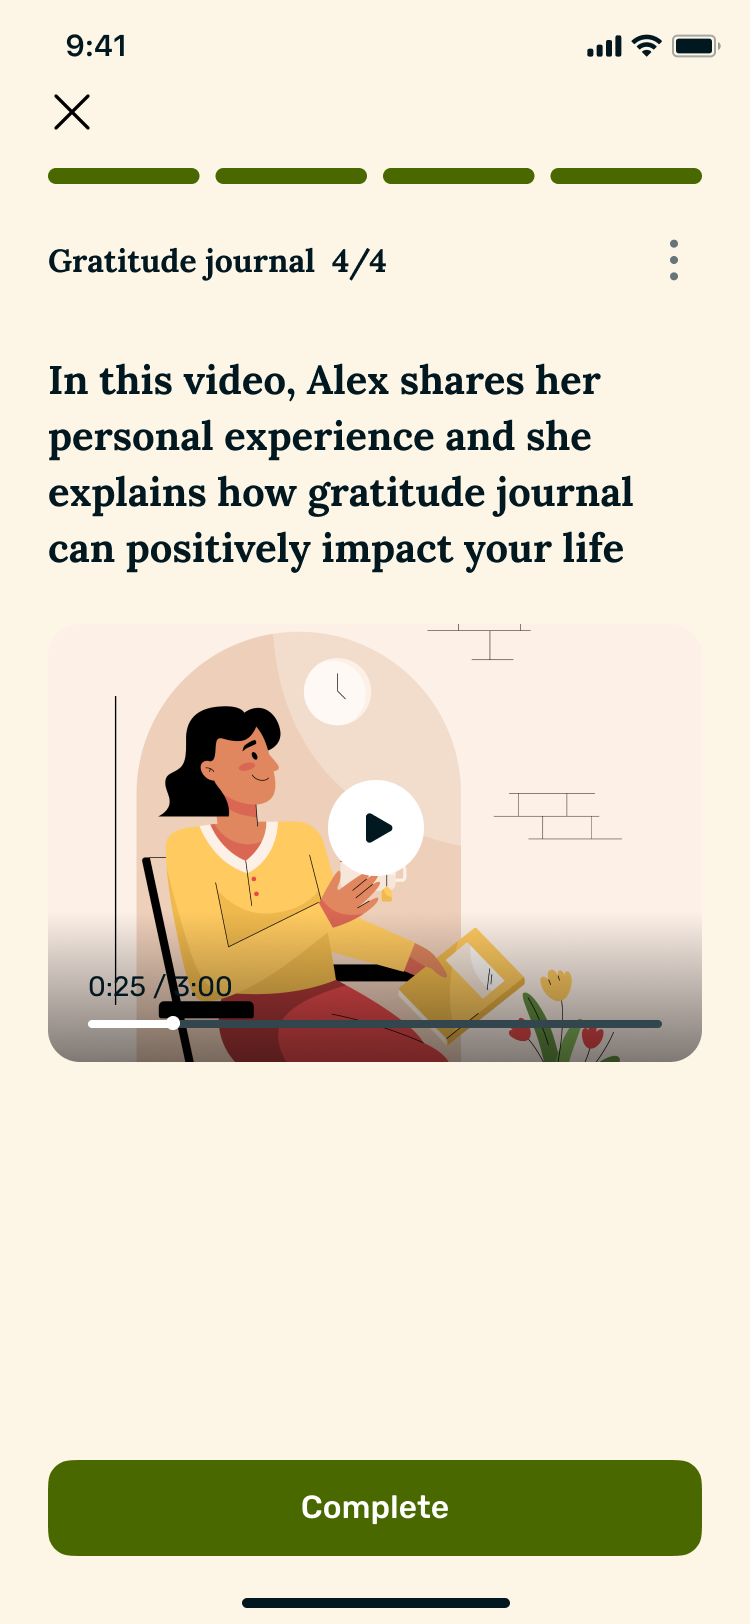 9:41
Gratitude journal 4/4
In this video, Alex shares her
personal experience and she
explains how gratitude journal
can positively impact your life
0:25 / 3:00
Complete